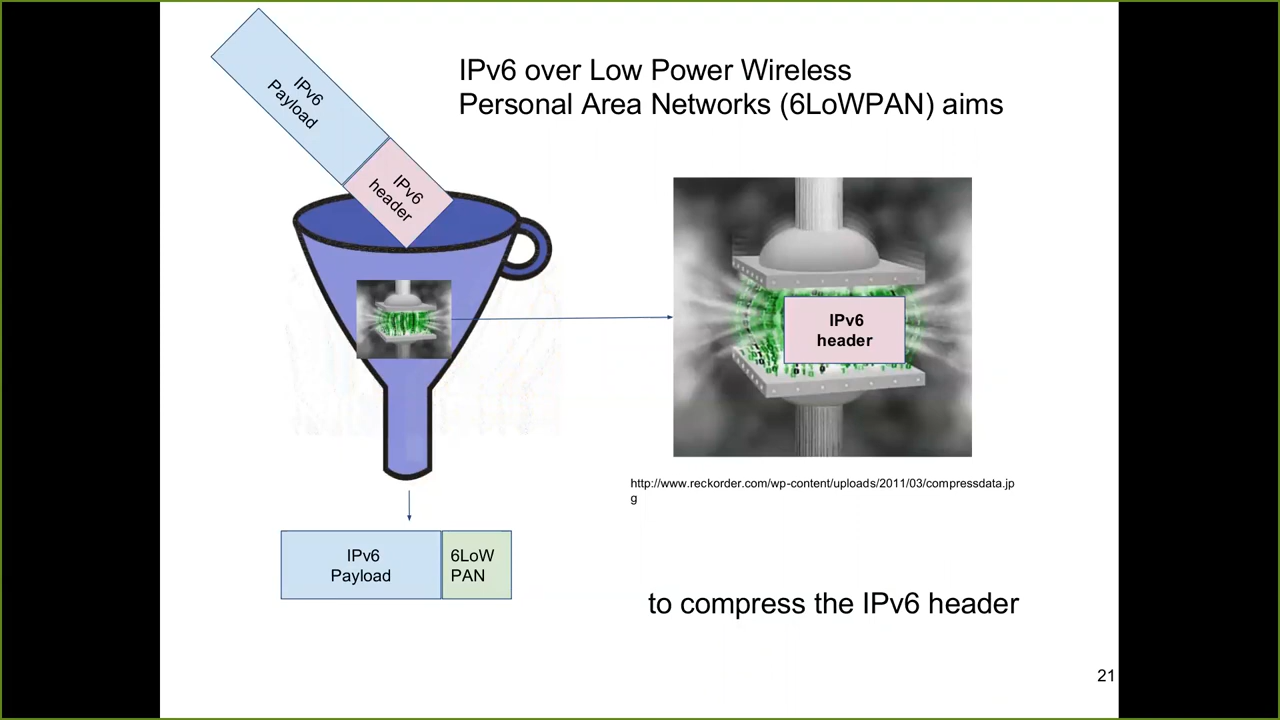 IPv6 over Low Power Wireless
Personal Area Networks (6LoWPAN) aims
IPv6
Payload
IPv6
header
IPv6
header
http://www.reckorder.com/wp-content/uploads/2011/03/compressdata.jp
g
IPv6
Payload
6LoW
PAN
to compress the IPv6 header
21